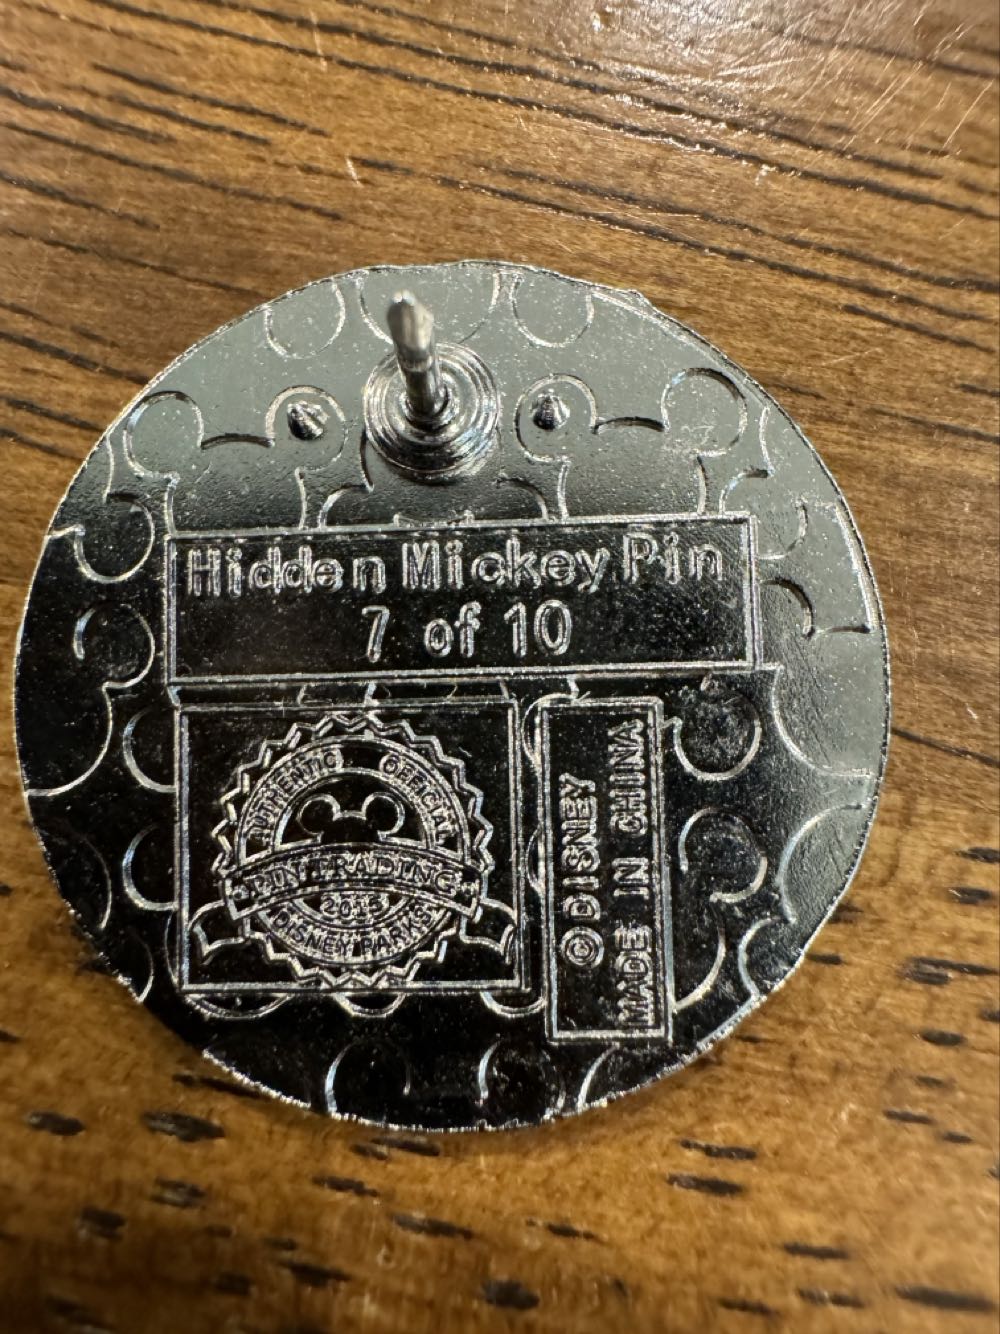 Hidden Mickey Pin
7 of 10
AUTHENTIC OFFICIAL
PIN TRADING
2015
DISNEY PARKS
© DISNEY
MADE IN CHINA